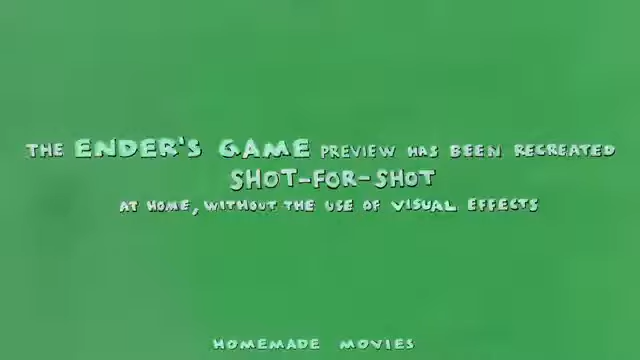 THE ENDER'S GAME PREVIEW HAS BEEN RECREATED
SHOT-FOR-SHOT
AT HOME, WITHOUT THE USE OF VISUAL EFFECTS
HOMEMADE MOVIES